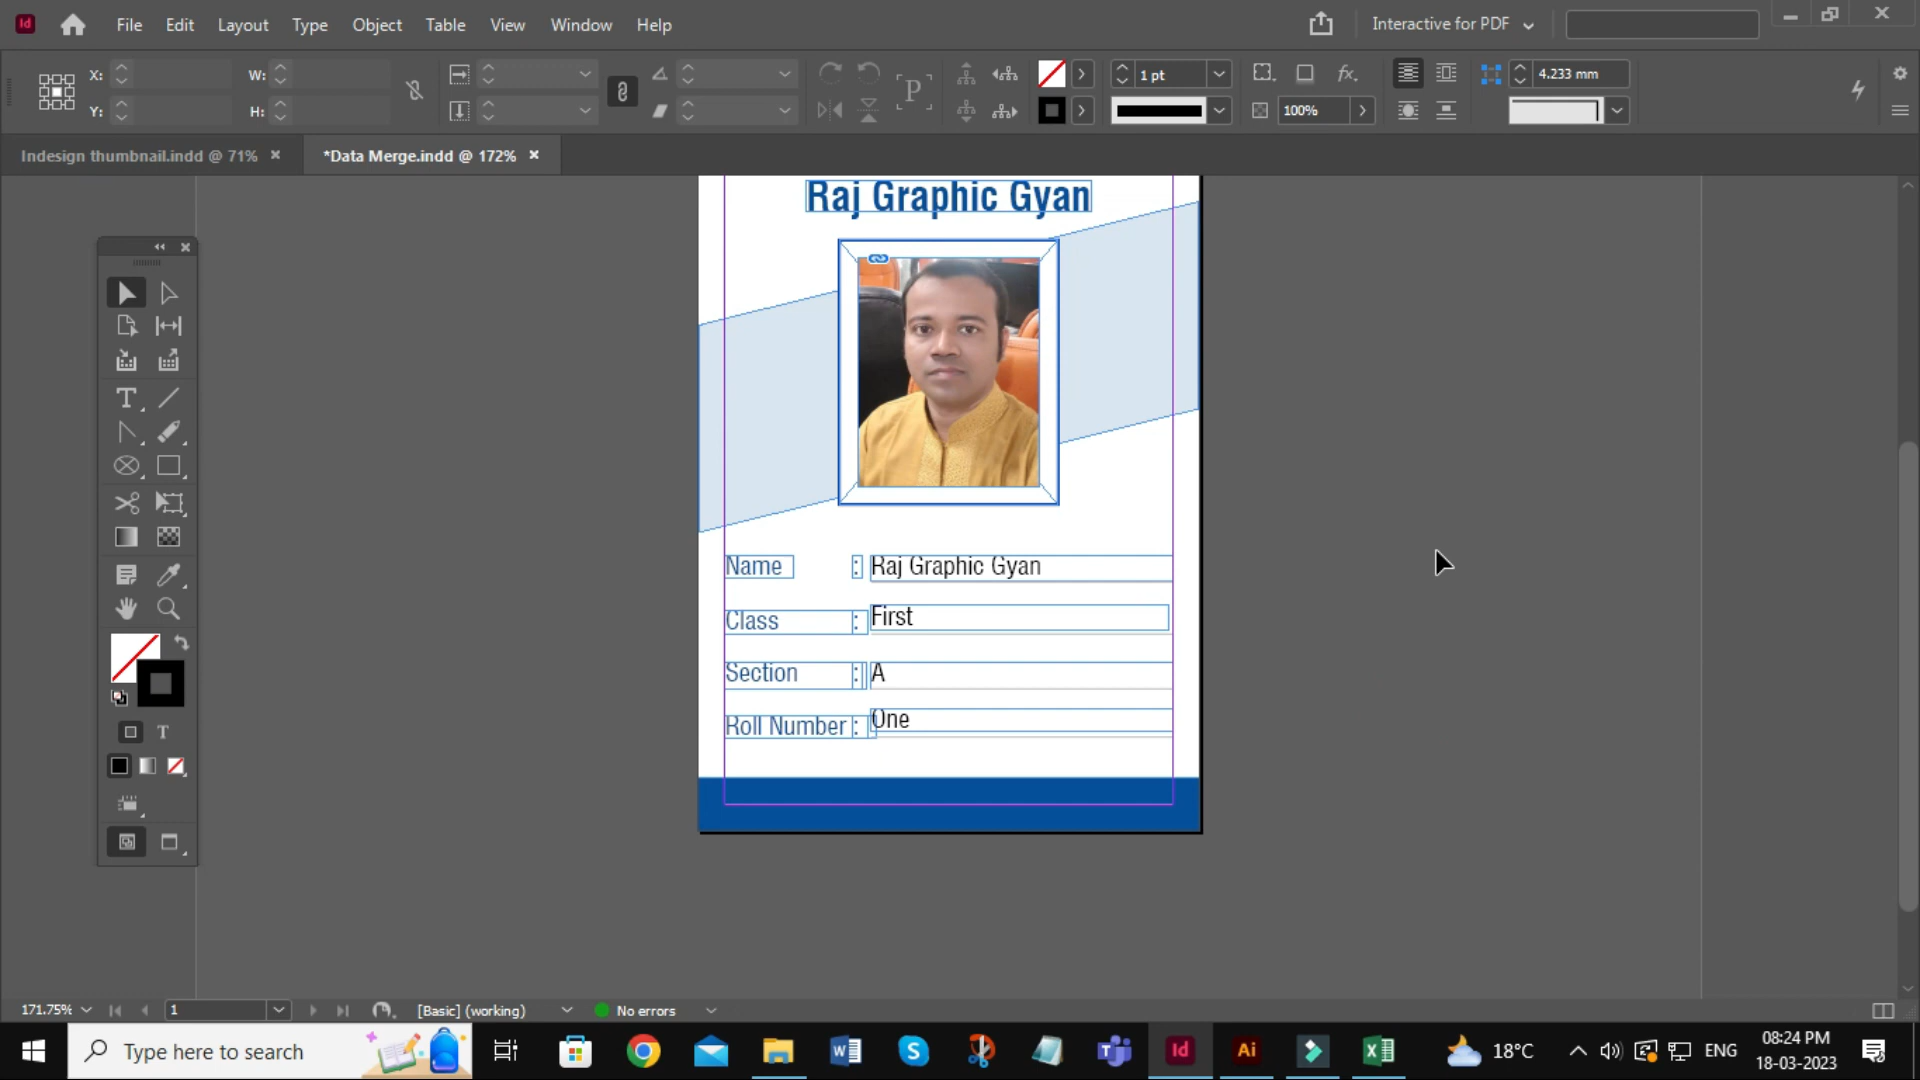 File Edit Layout Type Object Table View Window Help Interactive for PDF
X: W: 1 pt fx. 4.233 mm
Y: H: P 100%
Indesign thumbnail.indd @ 71% × *Data Merge.indd @ 172% ×
Raj Graphic Gyan
Name : Raj Graphic Gyan
Class : First
Section : A
Roll Number : One
171.75% 1 [Basic] (working) No errors
Type here to search 18°C ENG 08:24 PM
18-03-2023